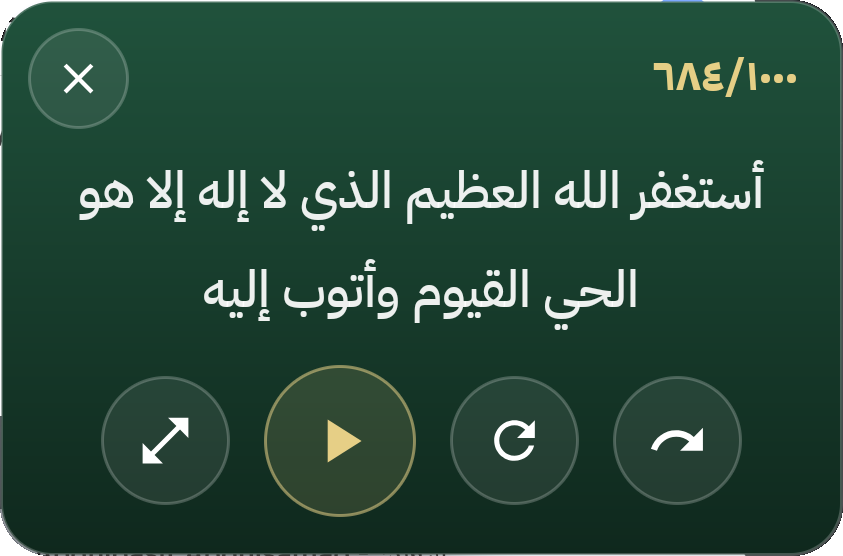 ٦٨٤/١٠٠٠
أستغفر الله العظيم الذي لا إله إلا هو
الحي القيوم وأتوب إليه